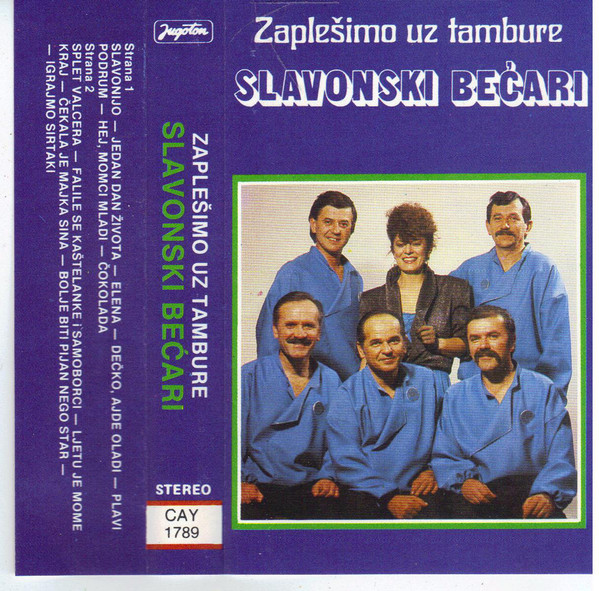 Strana 1
SLAVONIJO — JEDAN DAN ŽIVOTA — ELENA — DEČKO, AJDE OLADI — PLAVI
PODRUM — HEJ, MOMCI MLADI — ČOKOLADA
Strana 2
SPLET VALCERA — FALILE SE KAŠTELANKE i SAMOBORCI — LJETU JE MOME
KRAJ — ČEKALA JE MAJKA SINA — BOLJE BITI PIJAN NEGO STAR —
— IGRAJMO SIRTAKI
Jugoton
ZAPLEŠIMO UZ TAMBURE
SLAVONSKI BEĆARI
STEREO
CAY
1789
Zaplešimo uz tambure
SLAVONSKI BEĆARI